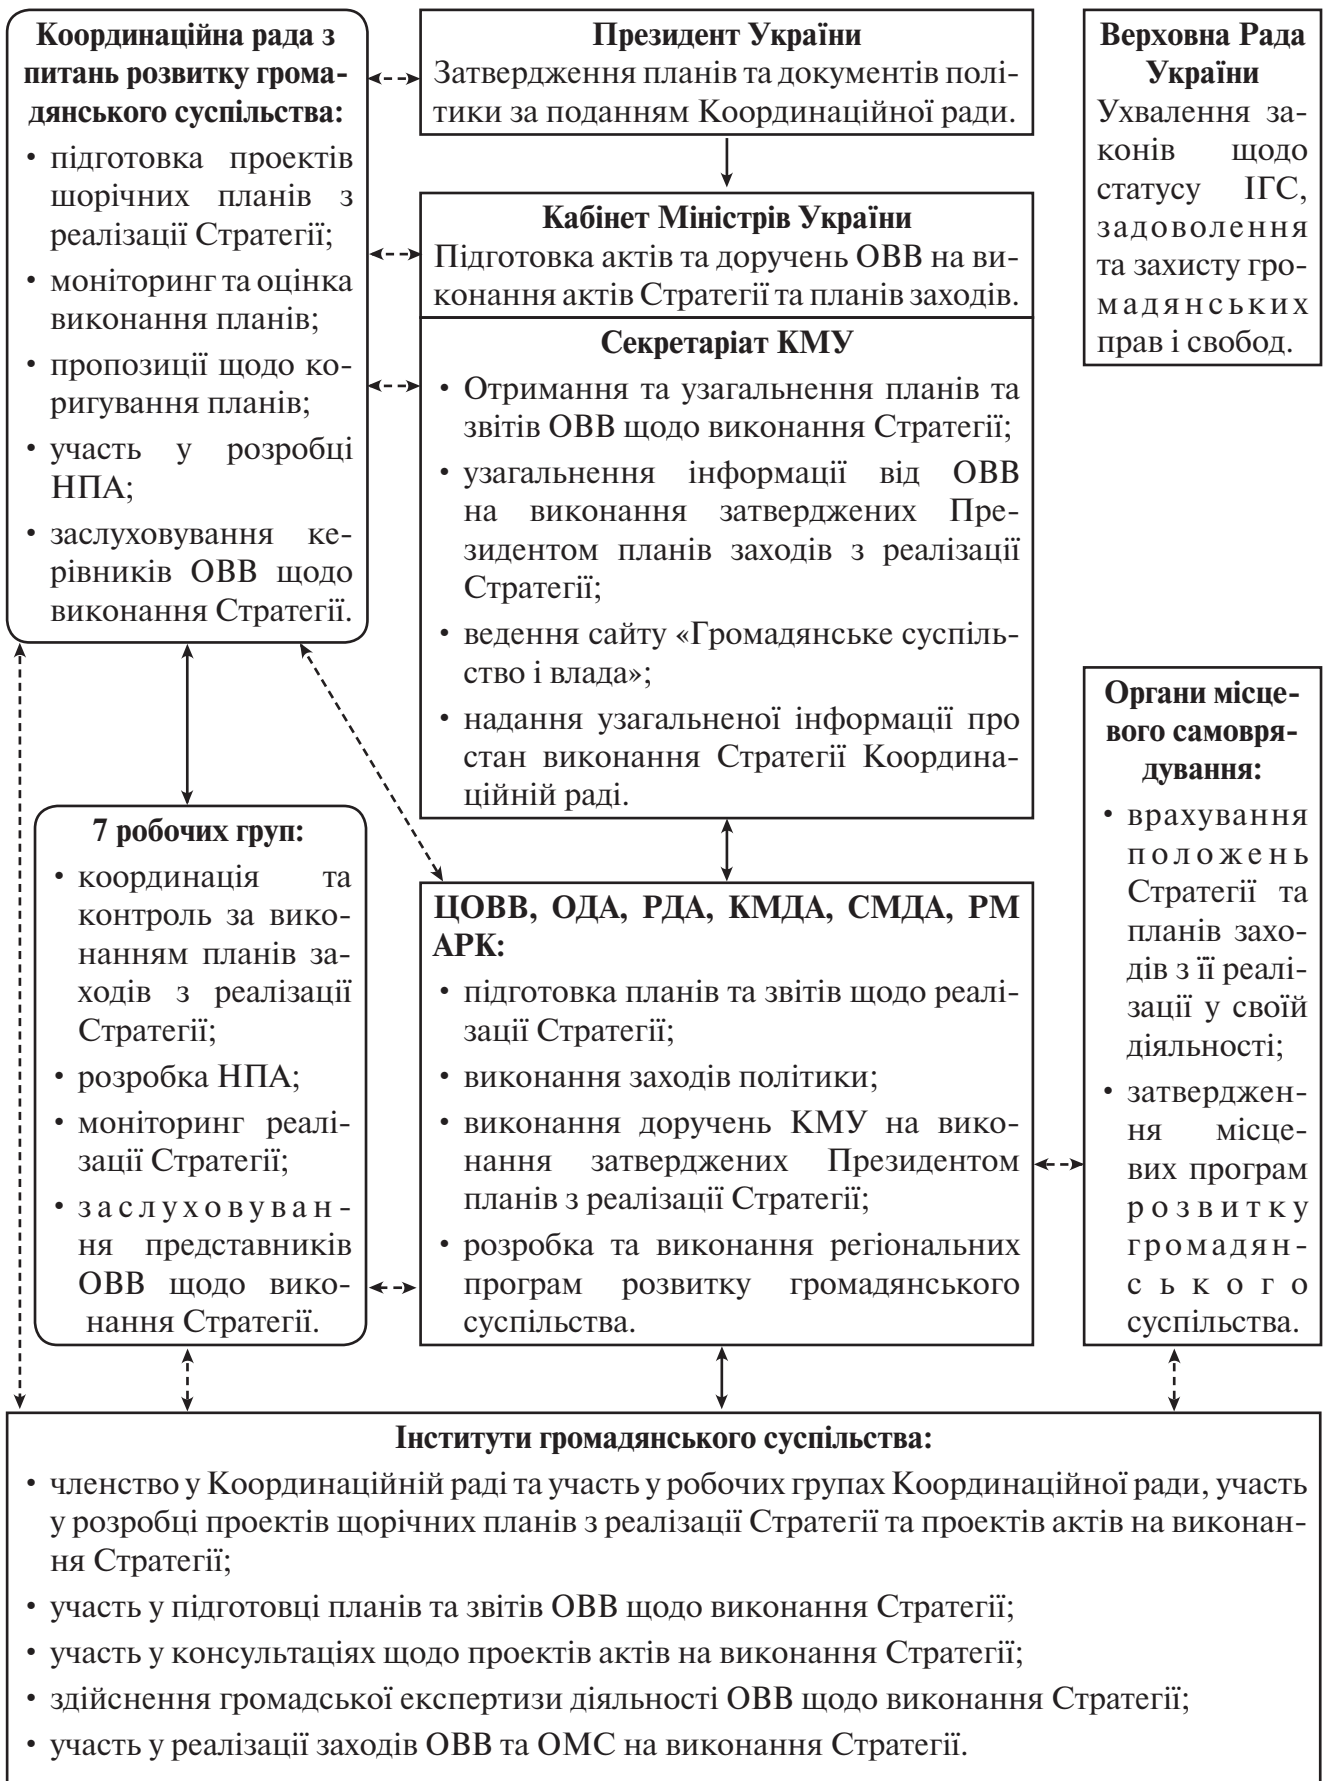 Координаційна рада з
питань розвитку грома-
дянського суспільства:
• підготовка проектів
шорічних планів з
реалізації Стратегії;
• моніторинг та оцінка
виконання планів;
• пропозиції щодо ко-
ригування планів;
• участь у розробці
НПА;
• заслуховування ке-
рівників ОВВ щодо
виконання Стратегії.
Президент України
Затвердження планів та документів полі-
тики за поданням Координаційної ради.
Кабінет Міністрів України
Підготовка актів та доручень ОВВ на ви-
конання актів Стратегії та планів заходів.
Секретаріат КМУ
• Отримання та узагальнення планів та
звітів ОВВ щодо виконання Стратегії;
• узагальнення інформації від ОВВ
на виконання затверджених Пре-
зидентом планів заходів з реалізації
Стратегії;
• ведення сайту «Громадянське суспіль-
ство і влада»;
• надання узагальненої інформації про
стан виконання Стратегії Координа-
ційній раді.
Верховна Рада
України
Ухвалення за-
конів щодо
статусу ІГС,
задоволення
та захисту гро-
мадянських
прав і свобод.
7 робочих груп:
• координація та
контроль за вико-
нанням планів за-
ходів з реалізації
Стратегії;
• розробка НПА;
• моніторинг реалі-
зації Стратегії;
• заслуховуван-
ня представників
ОВВ щодо вико-
нання Стратегії.
ЦОВВ, ОДА, РДА, КМДА, СМДА, РМ
АРК:
• підготовка планів та звітів щодо реалі-
зації Стратегії;
• виконання заходів політики;
• виконання доручень КМУ на вико-
нання затверджених Президентом
планів з реалізації Стратегії;
• розробка та виконання регіональних
програм розвитку громадянського
суспільства.
Органи місце-
вого самовря-
дування:
• врахування
положень
Стратегії та
планів захо-
дів з її реалі-
зації у своїй
діяльності;
• затверджен-
ня місце-
вих програм
розвитку
громадян-
ського
суспільства.
Інститути громадянського суспільства:
• членство у Координаційній раді та участь у робочих групах Координаційної ради, участь
у розробці проектів щорічних планів з реалізації Стратегії та проектів актів на виконан-
ня Стратегії;
• участь у підготовці планів та звітів ОВВ щодо виконання Стратегії;
• участь у консультаціях щодо проектів актів на виконання Стратегії;
• здійснення громадської експертизи діяльності ОВВ щодо виконання Стратегії;
• участь у реалізації заходів ОВВ та ОМС на виконання Стратегії.